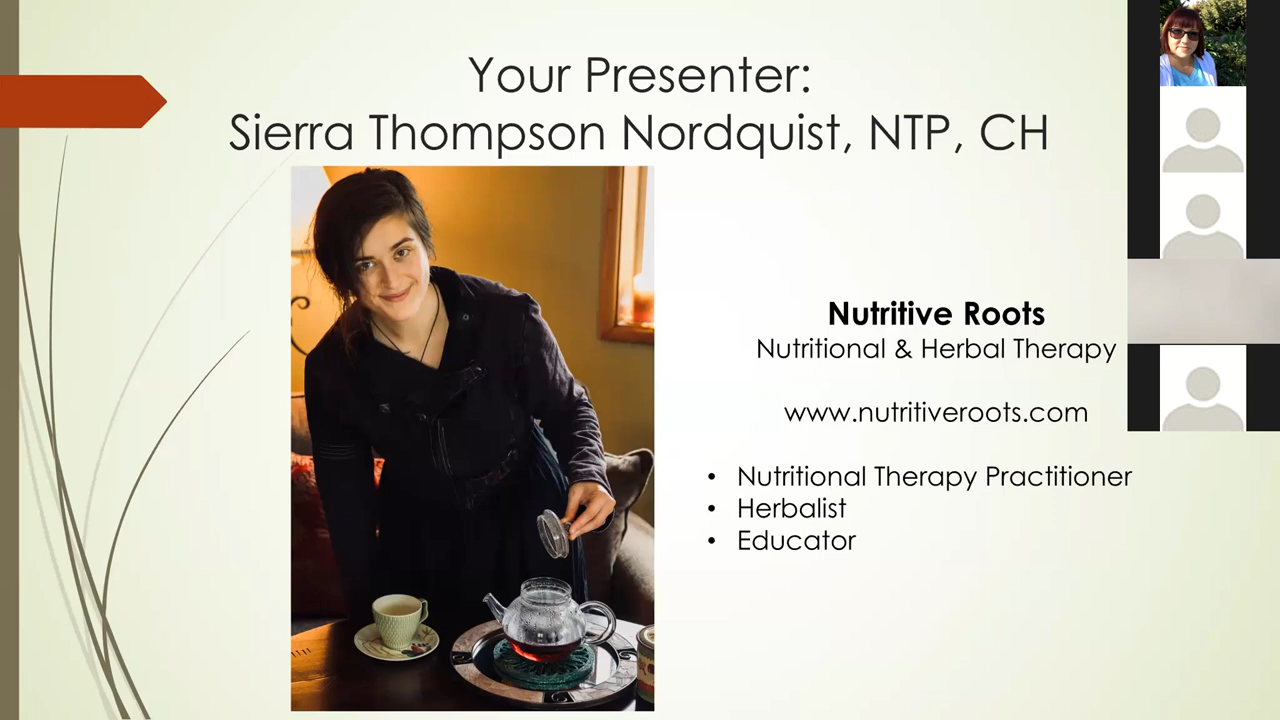 Your Presenter:
Sierra Thompson Nordquist, NTP, CH
Nutritive Roots
Nutritional & Herbal Therapy
www.nutritiveroots.com
• Nutritional Therapy Practitioner
• Herbalist
• Educator